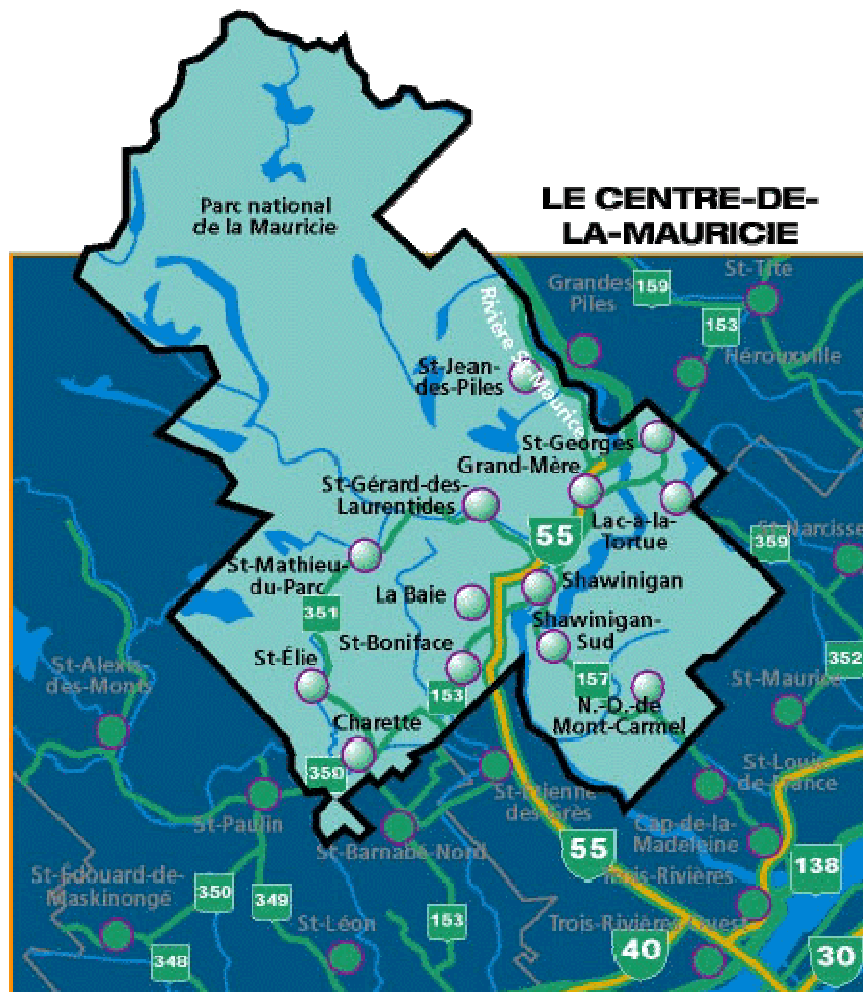 LE CENTRE-DE-
LA-MAURICIE
Parc national
de la Mauricie
St-Tite
Grandes
Piles
159
153
Hérouxville
Rivière St-Maurice
St-Jean-
des-Piles
St-Georges
Grand-Mère
St-Gérard-des-
Laurentides
55
Lac-a-la-
Tortue
St-Narcisse
359
St-Mathieu-
du-Parc
351
La Baie
Shawinigan
Shawinigan-
Sud
St-Boniface
352
St-Alexis-
des-Monts
St-Élie
153
157
St-Maurice
N.-D.-de
Mont-Carmel
Charette
350
St-Louis-
de-France
St-Etienne
des Grès
St-Paulin
St-Barnabé-Nord
Cap-de-la-
Madeleine
55
138
St-Édouard-de-
Maskinongé
350
349
Trois-Rivières
St-Léon
153
Trois-Rivières Ouest
348
40
30